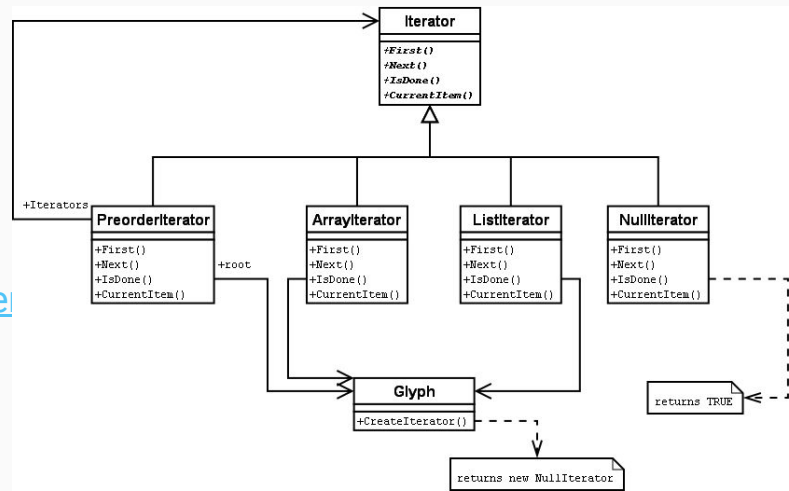 Iterator
+First()
+Next()
+IsDone()
+CurrentItem()
+Iterators
PreorderIterator
+First()
+Next()
+IsDone()
+CurrentItem()
+root
ArrayIterator
+First()
+Next()
+IsDone()
+CurrentItem()
ListIterator
+First()
+Next()
+IsDone()
+CurrentItem()
NullIterator
+First()
+Next()
+IsDone()
+CurrentItem()
Glyph
+CreateIterator()
returns TRUE
returns new NullIterator